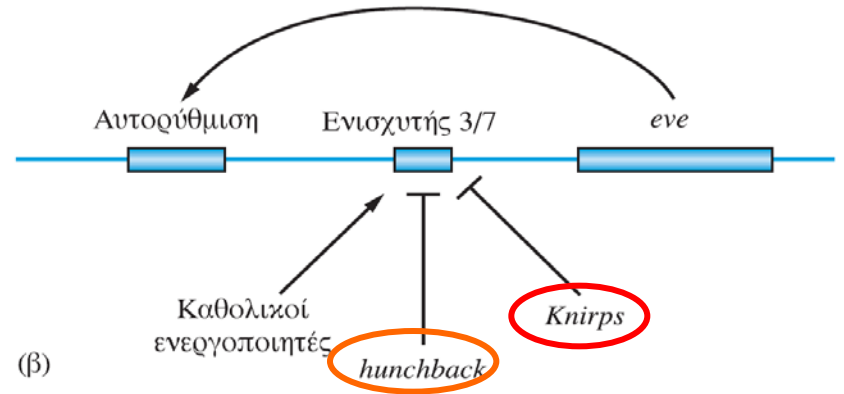 Αυτορύθμιση
Ενισχυτής 3/7
eve
Καθολικοί
ενεργοποιητές
Knirps
hunchback
(β)